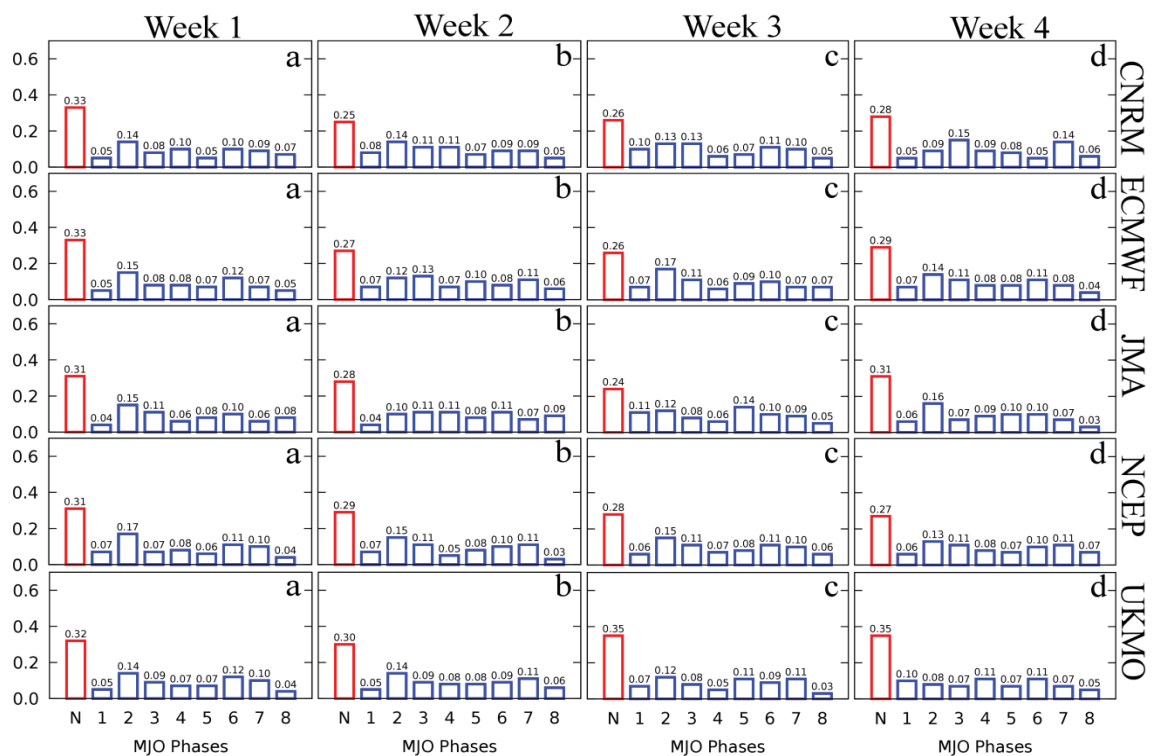 Week 1 Week 2 Week 3 Week 4
CNRM
a b c d
0.6
0.4
0.2
0.0
0.33 0.05 0.14 0.08 0.10 0.05 0.10 0.09 0.07
0.25 0.08 0.14 0.11 0.11 0.07 0.09 0.09 0.05
0.26 0.10 0.13 0.13 0.06 0.07 0.11 0.10 0.05
0.28 0.05 0.09 0.15 0.09 0.08 0.05 0.14 0.06
ECMWF
a b c d
0.6
0.4
0.2
0.0
0.33 0.05 0.15 0.08 0.08 0.07 0.12 0.07 0.05
0.27 0.07 0.12 0.13 0.07 0.10 0.08 0.11 0.06
0.26 0.07 0.17 0.11 0.06 0.09 0.10 0.07 0.07
0.29 0.07 0.14 0.11 0.08 0.08 0.11 0.08 0.04
JMA
a b c d
0.6
0.4
0.2
0.0
0.31 0.04 0.15 0.11 0.06 0.08 0.10 0.06 0.08
0.28 0.04 0.10 0.11 0.11 0.08 0.11 0.07 0.09
0.24 0.11 0.12 0.08 0.06 0.14 0.10 0.09 0.05
0.31 0.06 0.16 0.07 0.09 0.10 0.10 0.07 0.03
NCEP
a b c d
0.6
0.4
0.2
0.0
0.31 0.07 0.17 0.07 0.08 0.06 0.11 0.10 0.04
0.29 0.07 0.15 0.11 0.05 0.08 0.10 0.11 0.03
0.28 0.06 0.15 0.11 0.07 0.08 0.11 0.10 0.06
0.27 0.06 0.13 0.11 0.08 0.07 0.10 0.11 0.07
UKMO
a b c d
0.6
0.4
0.2
0.0
0.32 0.05 0.14 0.09 0.07 0.07 0.12 0.10 0.04
0.30 0.05 0.14 0.09 0.08 0.08 0.09 0.11 0.06
0.35 0.07 0.12 0.08 0.05 0.11 0.09 0.11 0.03
0.35 0.10 0.08 0.07 0.11 0.07 0.11 0.07 0.05
N 1 2 3 4 5 6 7 8 N 1 2 3 4 5 6 7 8 N 1 2 3 4 5 6 7 8 N 1 2 3 4 5 6 7 8
MJO Phases MJO Phases MJO Phases MJO Phases